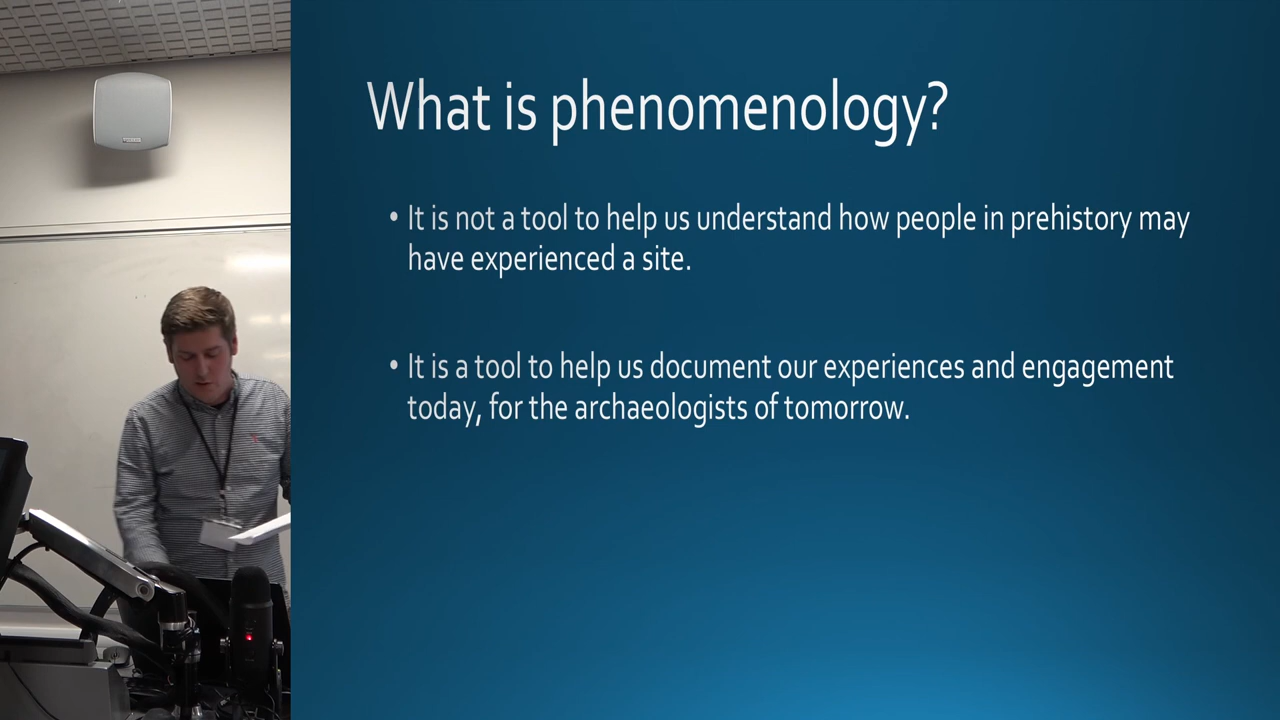 What is phenomenology?
• It is not a tool to help us understand how people in prehistory may
have experienced a site.
• It is a tool to help us document our experiences and engagement
today, for the archaeologists of tomorrow.